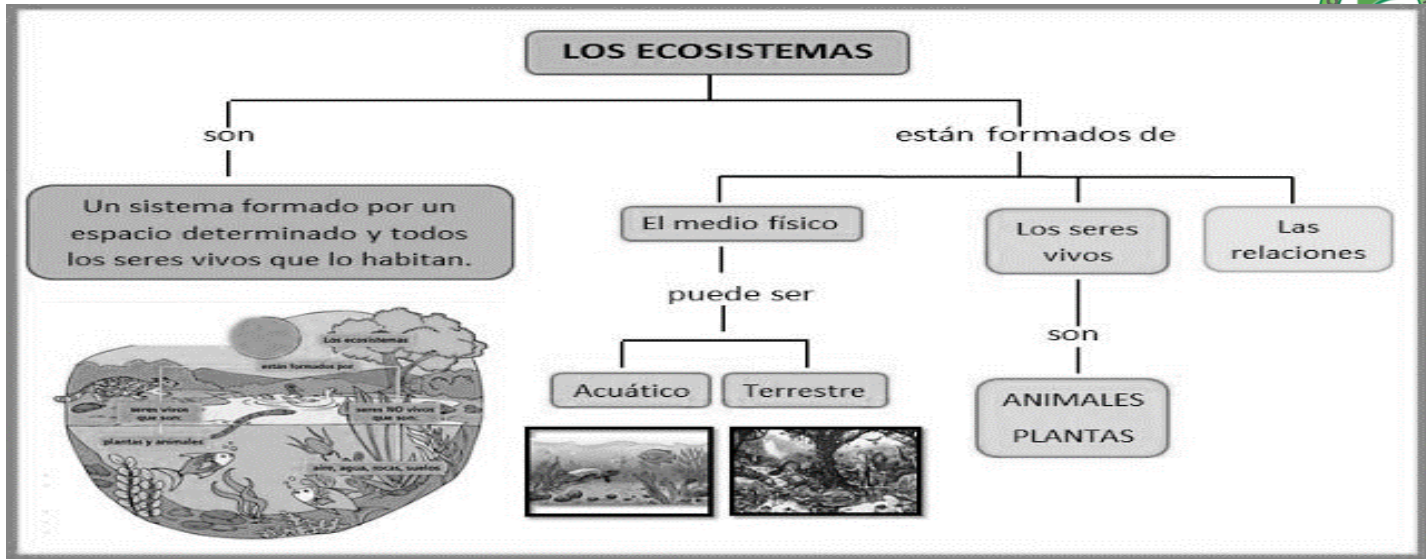 LOS ECOSISTEMAS
son
están formados de
Un sistema formado por un
espacio determinado y todos
los seres vivos que lo habitan.
El medio físico
Los seres
vivos
Las
relaciones
puede ser
son
Acuático
Terrestre
ANIMALES
PLANTAS
Los ecosistemas
están formados por
seres vivos
que son:
seres NO vivos
que son:
plantas y animales
aire, agua, rocas, suelos